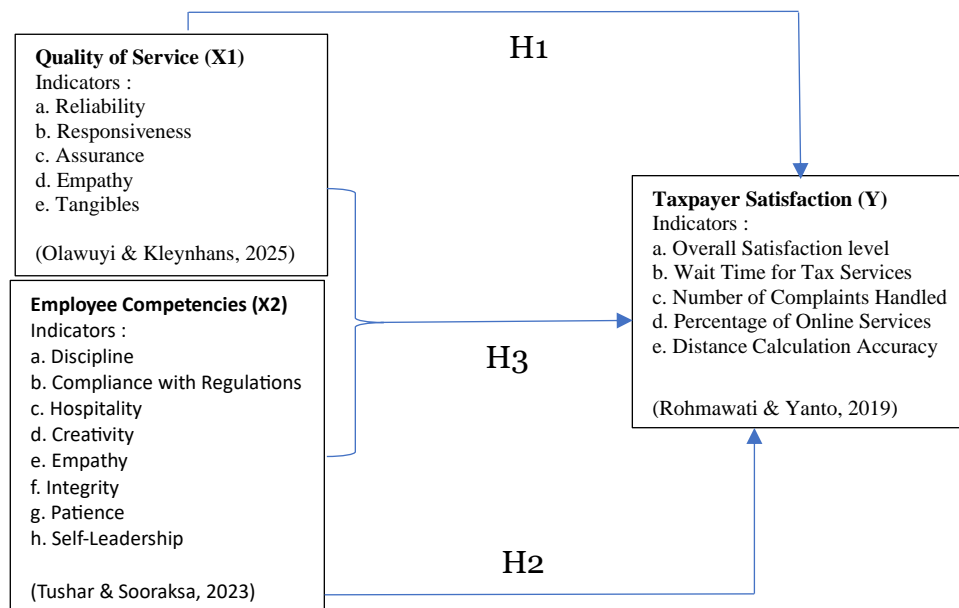 H1
Quality of Service (X1)
Indicators :
a. Reliability
b. Responsiveness
c. Assurance
d. Empathy
e. Tangibles
(Olawuyi & Kleynhans, 2025)
Employee Competencies (X2)
Indicators :
a. Discipline
b. Compliance with Regulations
c. Hospitality
d. Creativity
e. Empathy
f. Integrity
g. Patience
h. Self-Leadership
(Tushar & Sooraksa, 2023)
H3
H2
Taxpayer Satisfaction (Y)
Indicators :
a. Overall Satisfaction level
b. Wait Time for Tax Services
c. Number of Complaints Handled
d. Percentage of Online Services
e. Distance Calculation Accuracy
(Rohmawati & Yanto, 2019)